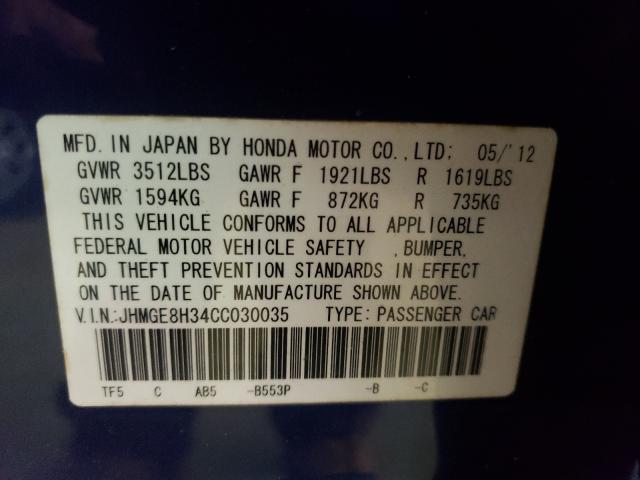 MFD. IN JAPAN BY HONDA MOTOR CO.,LTD; 05/'12
GVWR 3512LBS GAWR F 1921LBS R 1619LBS
GVWR 1594KG GAWR F 872KG R 735KG
THIS VEHICLE CONFORMS TO ALL APPLICABLE
FEDERAL MOTOR VEHICLE SAFETY ,BUMPER,
AND THEFT PREVENTION STANDARDS IN EFFECT
ON THE DATE OF MANUFACTURE SHOWN ABOVE.
V.I.N.:JHMGE8H34CC030035 TYPE: PASSENGER CAR
TF5 C AB5 -B553P -B -C